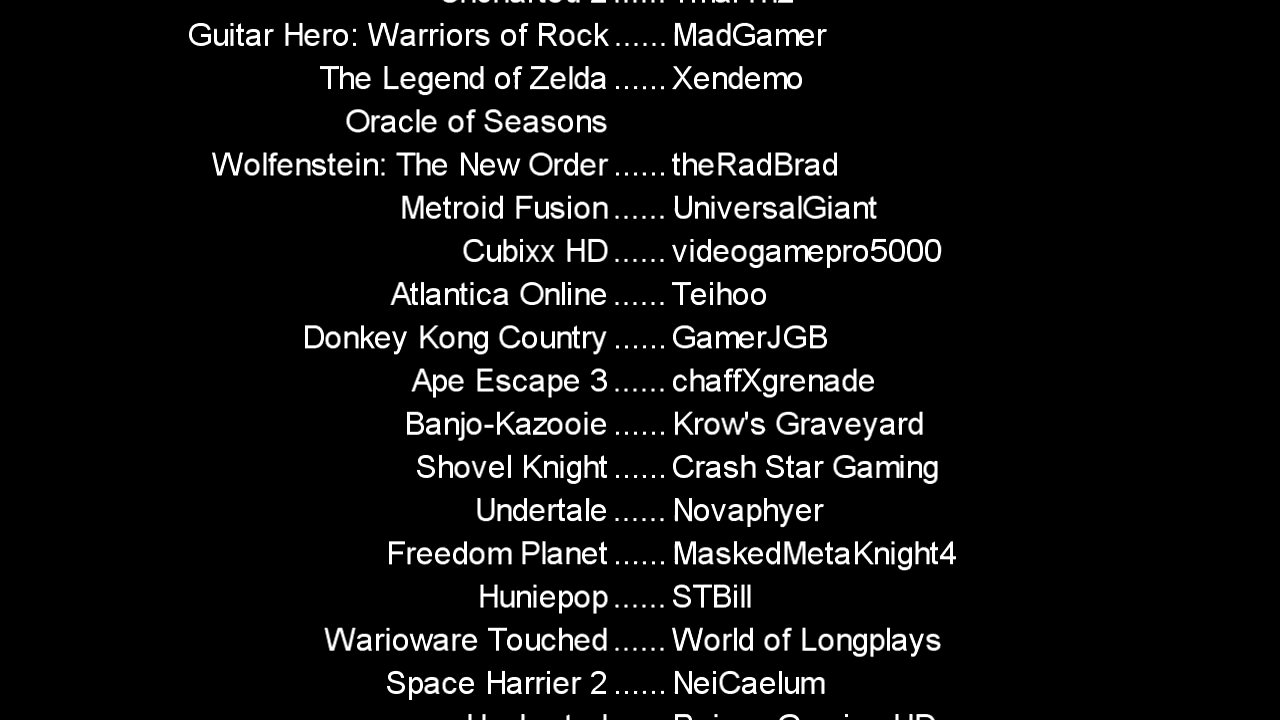 Guitar Hero: Warriors of Rock ...... MadGamer
The Legend of Zelda ...... Xendemo
Oracle of Seasons
Wolfenstein: The New Order ...... theRadBrad
Metroid Fusion ...... UniversalGiant
Cubixx HD ...... videogamepro5000
Atlantica Online ...... Teihoo
Donkey Kong Country ...... GamerJGB
Ape Escape 3 ...... chaffXgrenade
Banjo-Kazooie ...... Krow's Graveyard
Shovel Knight ...... Crash Star Gaming
Undertale ...... Novaphyer
Freedom Planet ...... MaskedMetaKnight4
Huniepop ...... STBill
Warioware Touched ...... World of Longplays
Space Harrier 2 ...... NeiCaelum